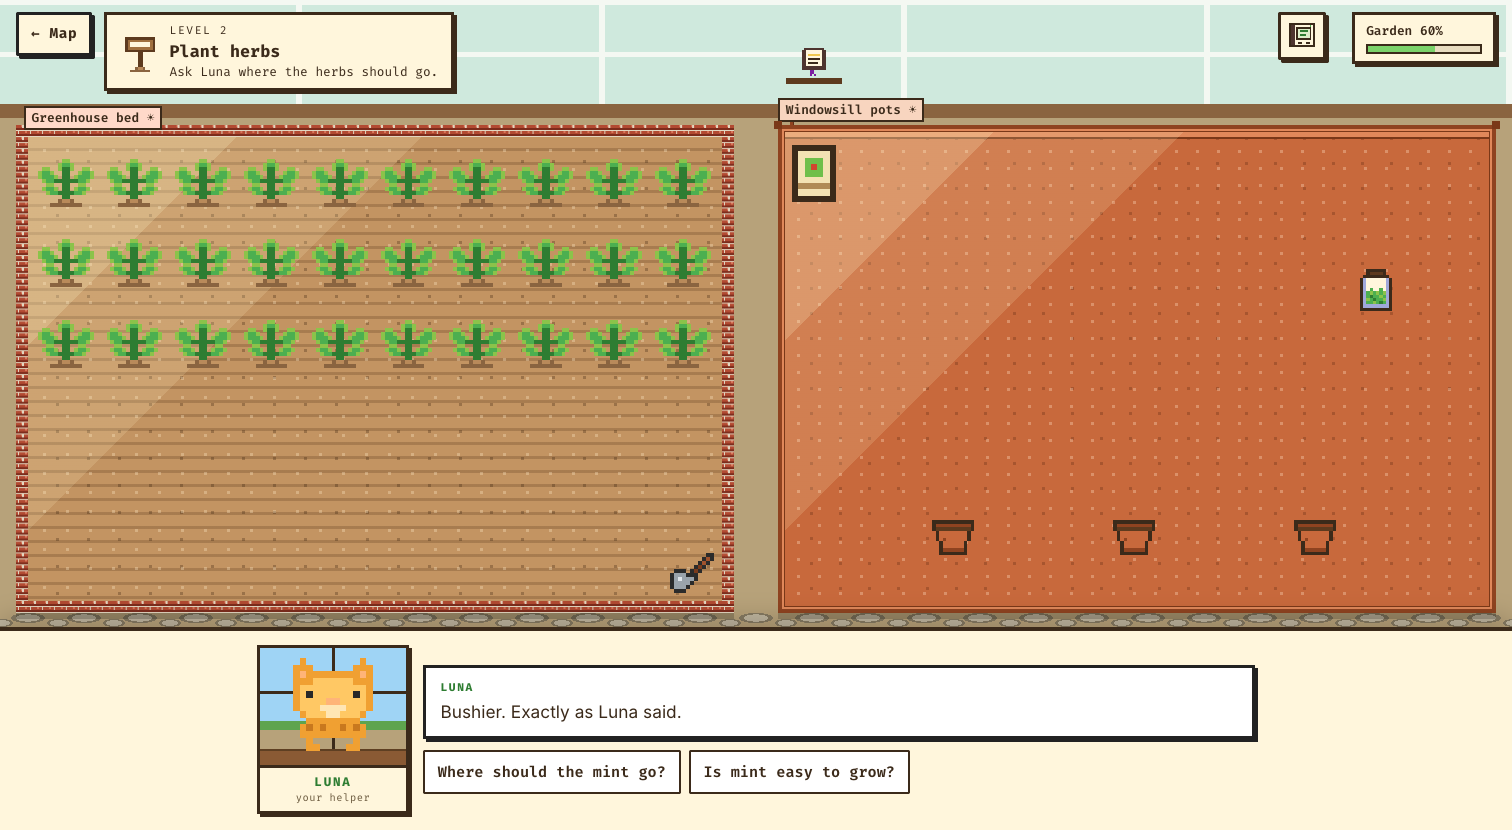 ← Map
LEVEL 2
Plant herbs
Ask Luna where the herbs should go.
Garden 60%
Greenhouse bed ☀
Windowsill pots ☀
LUNA
your helper
LUNA
Bushier. Exactly as Luna said.
Where should the mint go?
Is mint easy to grow?